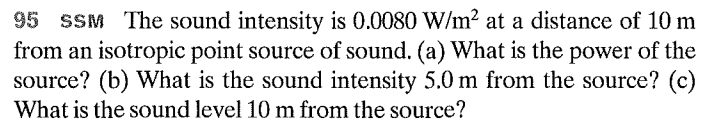 95 SSM The sound intensity is 0.0080 W/m² at a distance of 10 m
from an isotropic point source of sound. (a) What is the power of the
source? (b) What is the sound intensity 5.0 m from the source? (c)
What is the sound level 10 m from the source?